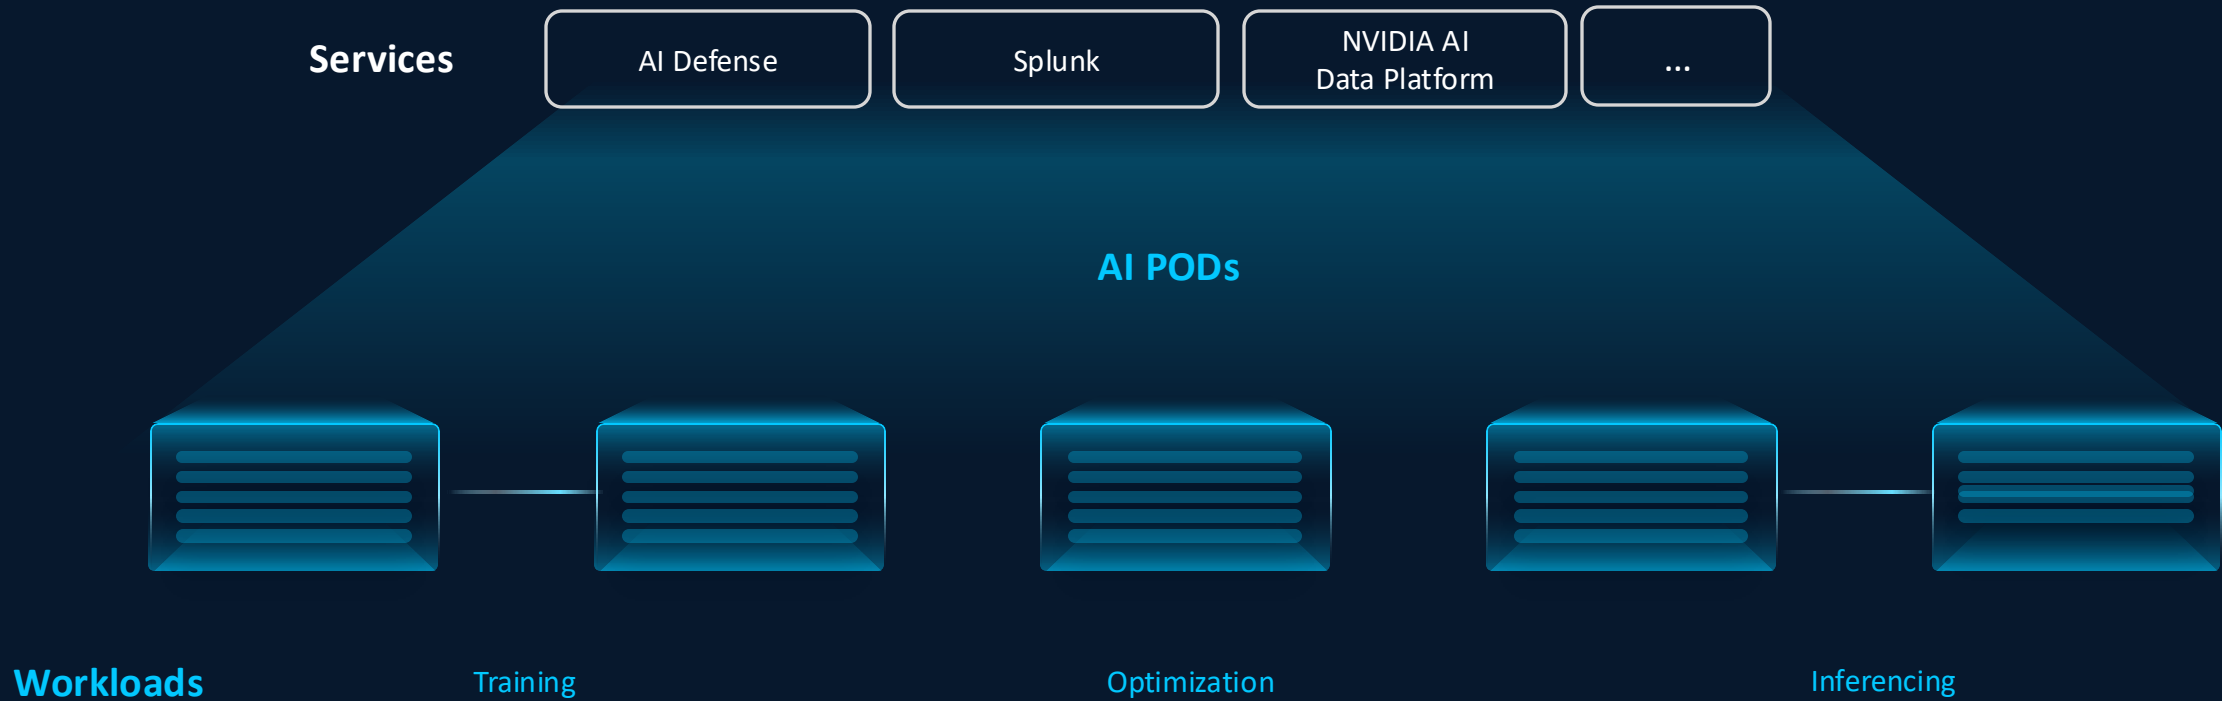 Services
AI Defense
Splunk
NVIDIA AI
Data Platform
...
AI PODs
Workloads
Training
Optimization
Inferencing